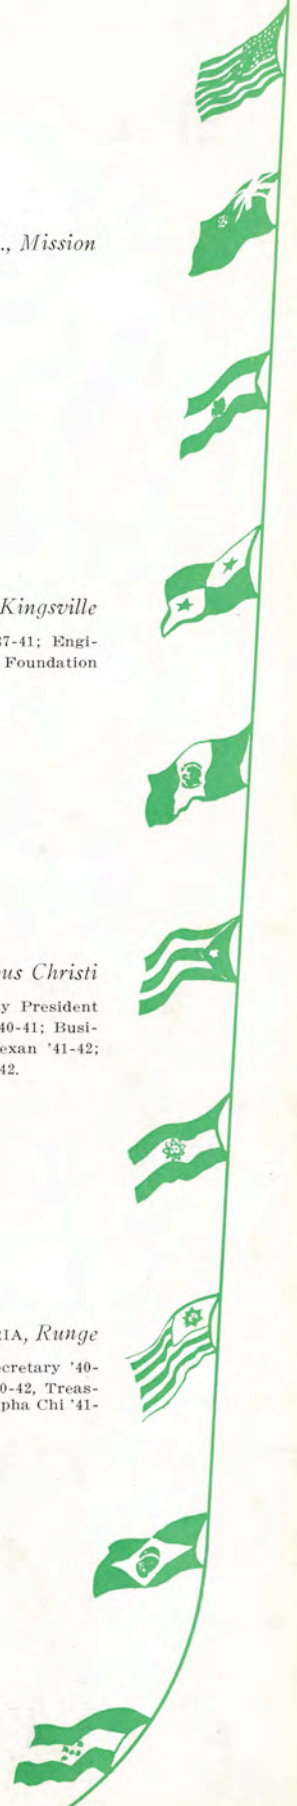 ., Mission
Kingsville
37-41; Engi-
Foundation
us Christi
y President
40-41; Busi-
exan '41-42;
42.
RIA, Runge
cretary '40-
0-42, Treas-
pha Chi '41-